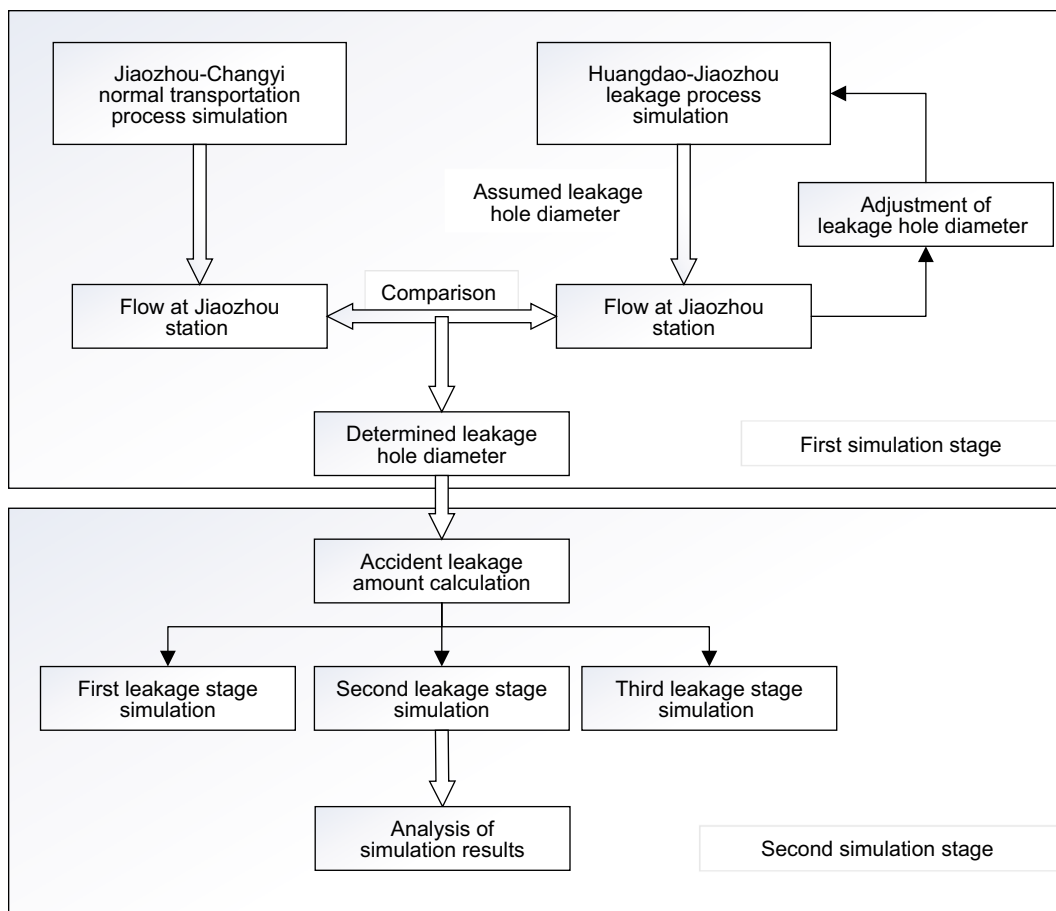 Jiaozhou-Changyi
normal transportation
process simulation
Huangdao-Jiaozhou
leakage process
simulation
Assumed leakage
hole diameter
Adjustment of
leakage hole diameter
Flow at Jiaozhou
station
Comparison
Flow at Jiaozhou
station
Determined leakage
hole diameter
First simulation stage
Accident leakage
amount calculation
First leakage stage
simulation
Second leakage stage
simulation
Third leakage stage
simulation
Analysis of
simulation results
Second simulation stage